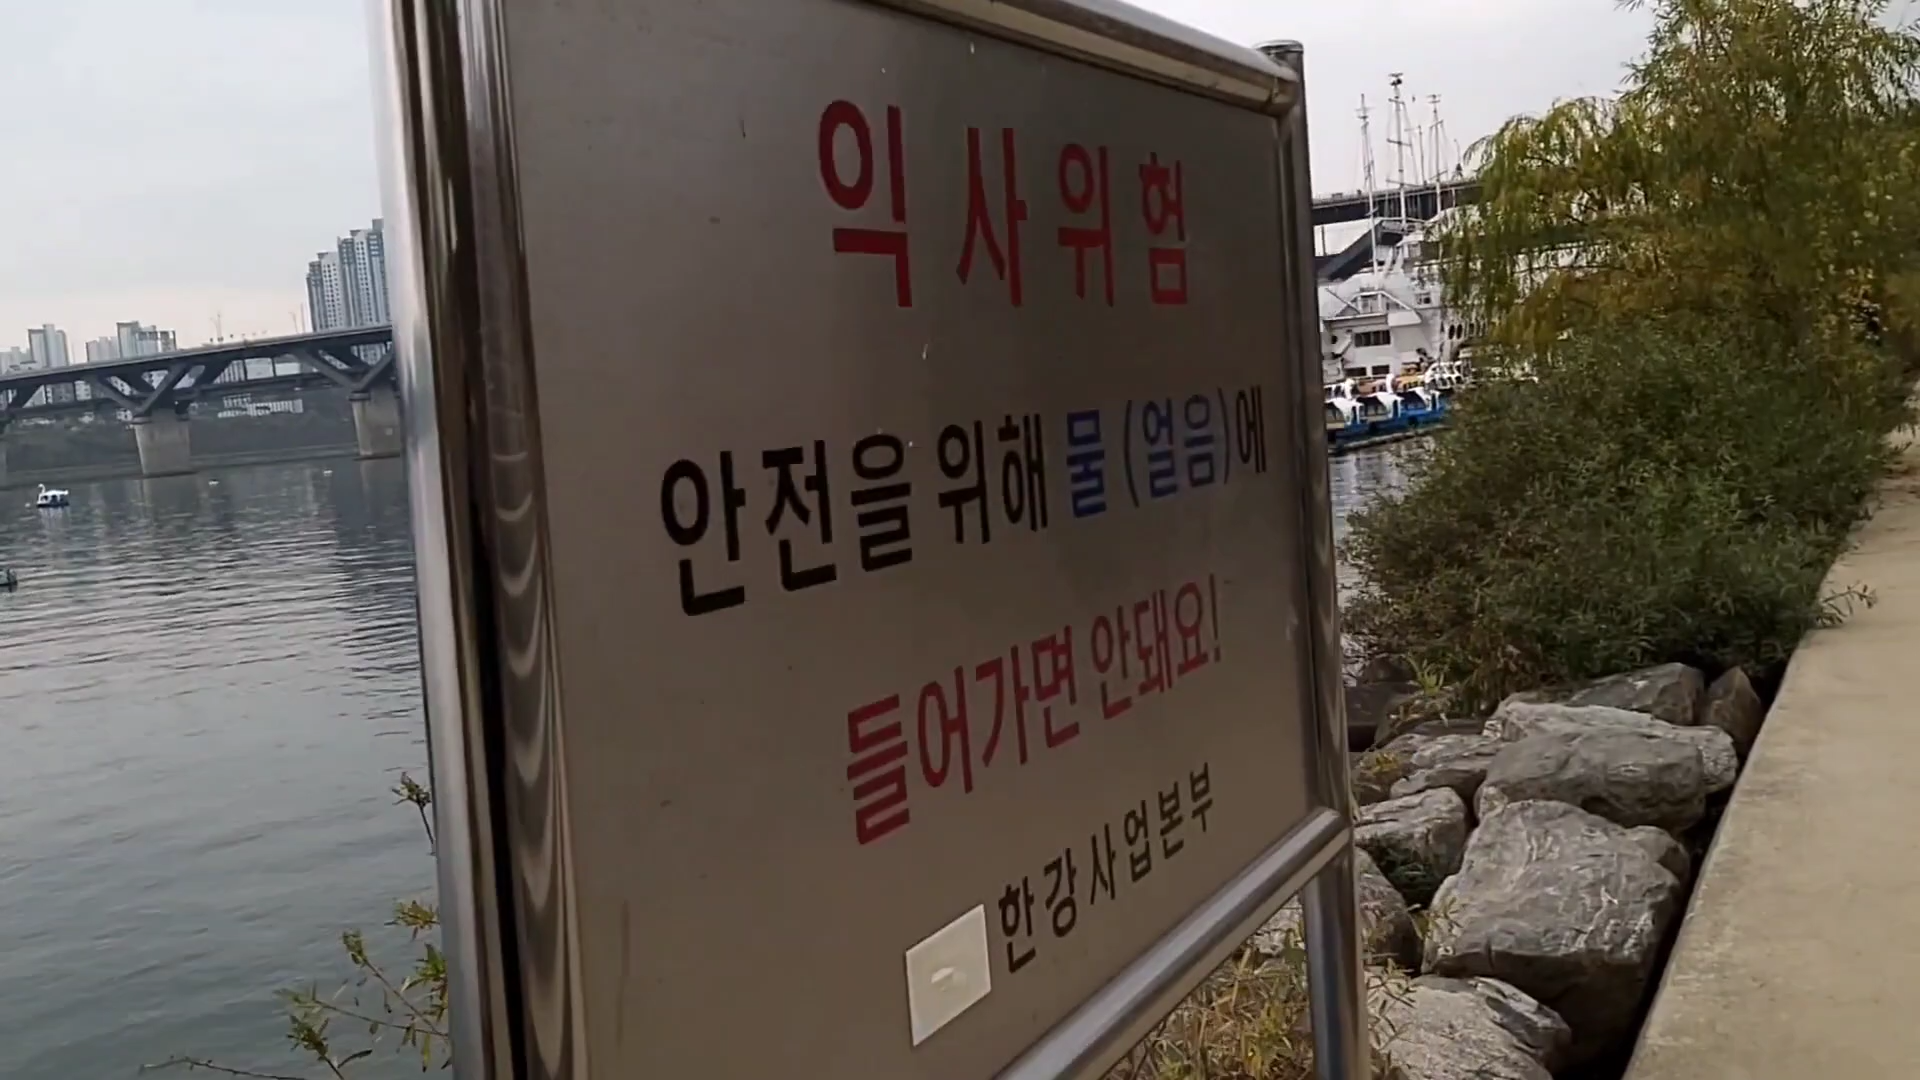 익사위험
안전을 위해 물(얼음)에
들어가면 안돼요!
한강사업본부